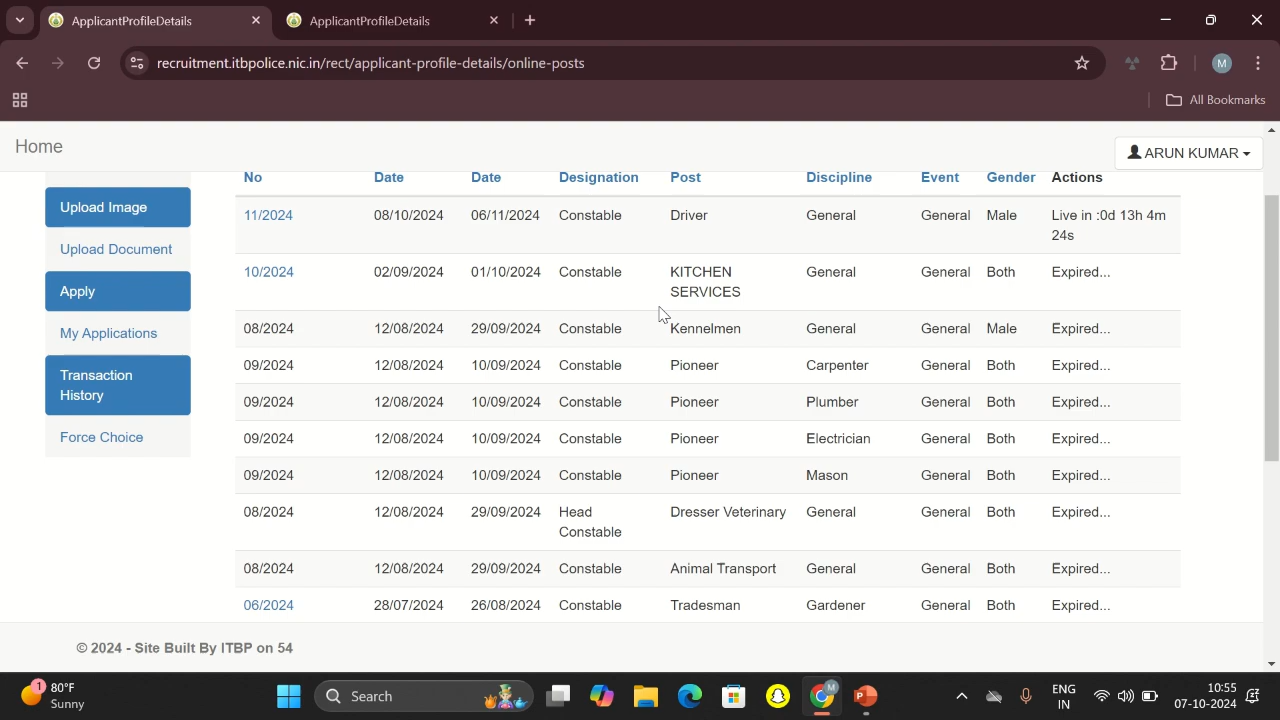 ApplicantProfileDetails
ApplicantProfileDetails
recruitment.itbpolice.nic.in/rect/applicant-profile-details/online-posts
M
All Bookmarks
Home
ARUN KUMAR
Upload Image
Upload Document
Apply
My Applications
Transaction
History
Force Choice
No Date Date Designation Post Discipline Event Gender Actions
11/2024 08/10/2024 06/11/2024 Constable Driver General General Male Live in :0d 13h 4m
24s
10/2024 02/09/2024 01/10/2024 Constable KITCHEN General General Both Expired...
SERVICES
08/2024 12/08/2024 29/09/2024 Constable Kennelmen General General Male Expired...
09/2024 12/08/2024 10/09/2024 Constable Pioneer Carpenter General Both Expired...
09/2024 12/08/2024 10/09/2024 Constable Pioneer Plumber General Both Expired...
09/2024 12/08/2024 10/09/2024 Constable Pioneer Electrician General Both Expired...
09/2024 12/08/2024 10/09/2024 Constable Pioneer Mason General Both Expired...
08/2024 12/08/2024 29/09/2024 Head Dresser Veterinary General General Both Expired...
Constable
08/2024 12/08/2024 29/09/2024 Constable Animal Transport General General Both Expired...
06/2024 28/07/2024 26/08/2024 Constable Tradesman Gardener General Both Expired...
© 2024 - Site Built By ITBP on 54
1
80°F
Sunny
Search
M
ENG
IN
10:55
07-10-2024